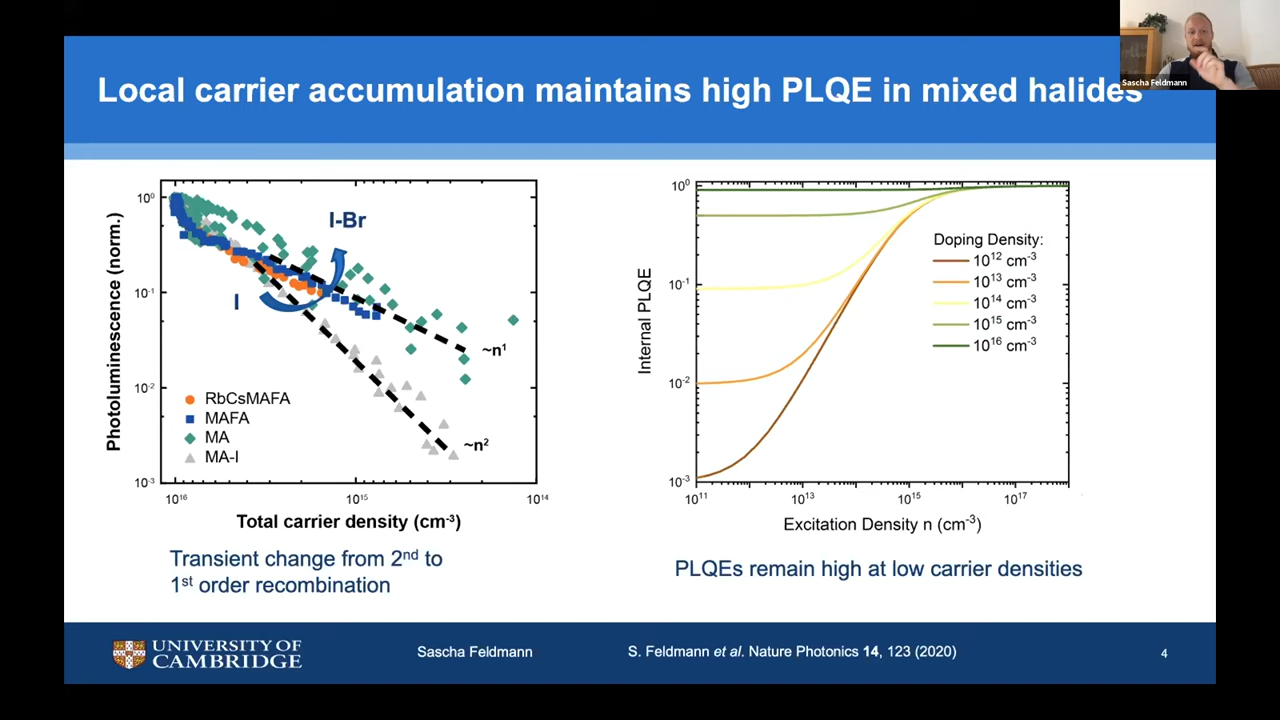 Sascha Feldmann
Local carrier accumulation maintains high PLQE in mixed halides
Photoluminescence (norm.)
10⁰
10⁻¹
10⁻²
10⁻³
I-Br
I
~n¹
~n²
RbCsMAFA
MAFA
MA
MA-I
10¹⁶
10¹⁵
10¹⁴
Total carrier density (cm⁻³)
Transient change from 2ⁿᵈ to
1ˢᵗ order recombination
Internal PLQE
10⁰
10⁻¹
10⁻²
10⁻³
Doping Density:
10¹² cm⁻³
10¹³ cm⁻³
10¹⁴ cm⁻³
10¹⁵ cm⁻³
10¹⁶ cm⁻³
10¹¹
10¹³
10¹⁵
10¹⁷
Excitation Density n (cm⁻³)
PLQEs remain high at low carrier densities
UNIVERSITY OF
CAMBRIDGE
Sascha Feldmann
S. Feldmann et al. Nature Photonics 14, 123 (2020)
4